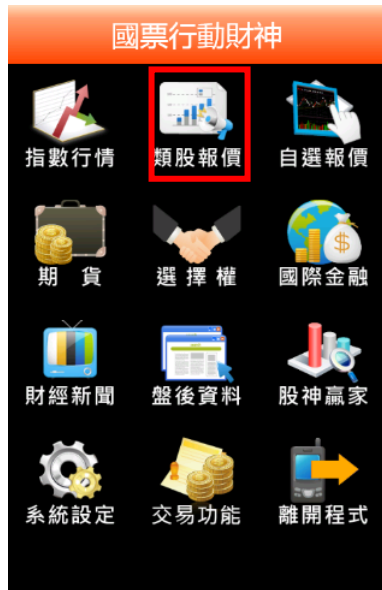 國票行動財神
指數行情
類股報價
自選報價
期 貨
選 擇 權
國際金融
財經新聞
盤後資料
股神贏家
系統設定
交易功能
離開程式